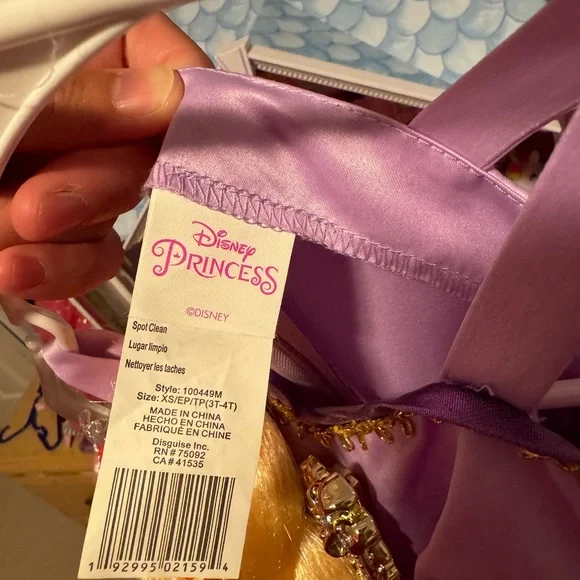 Disney
PRINCESS
©DISNEY
Spot Clean
Lugar limpio
Nettoyer les taches
Style: 100449M
Size: XS/EP/TP(3T-4T)
MADE IN CHINA
HECHO EN CHINA
FABRIQUÉ EN CHINE
Disguise Inc.
RN # 75092
CA # 41535
1 92995 02159 4